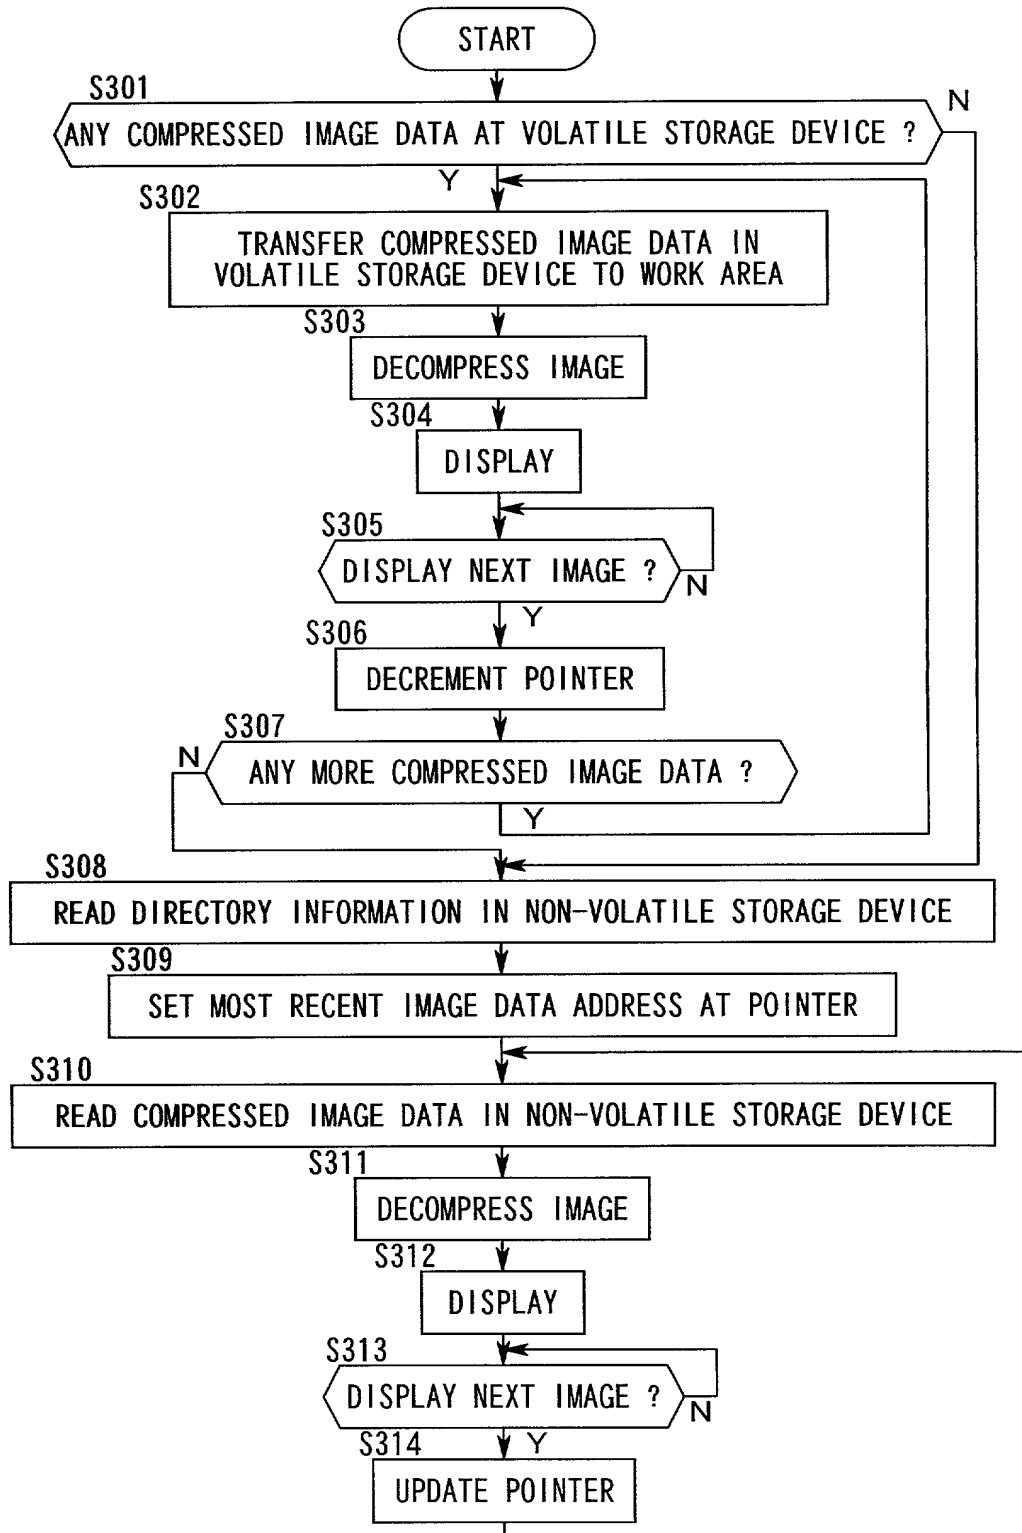 START
S301
N
ANY COMPRESSED IMAGE DATA AT VOLATILE STORAGE DEVICE ?
Y
S302
TRANSFER COMPRESSED IMAGE DATA IN
VOLATILE STORAGE DEVICE TO WORK AREA
S303
DECOMPRESS IMAGE
S304
DISPLAY
S305
DISPLAY NEXT IMAGE ?
N
Y
S306
DECREMENT POINTER
S307
N
ANY MORE COMPRESSED IMAGE DATA ?
Y
S308
READ DIRECTORY INFORMATION IN NON-VOLATILE STORAGE DEVICE
S309
SET MOST RECENT IMAGE DATA ADDRESS AT POINTER
S310
READ COMPRESSED IMAGE DATA IN NON-VOLATILE STORAGE DEVICE
S311
DECOMPRESS IMAGE
S312
DISPLAY
S313
DISPLAY NEXT IMAGE ?
N
Y
S314
UPDATE POINTER